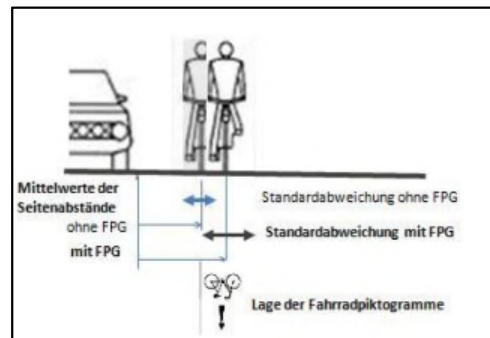 Mittelwerte der
Seitenabstände
ohne FPG
mit FPG
Standardabweichung ohne FPG
Standardabweichung mit FPG
Lage der Fahrradpiktogramme